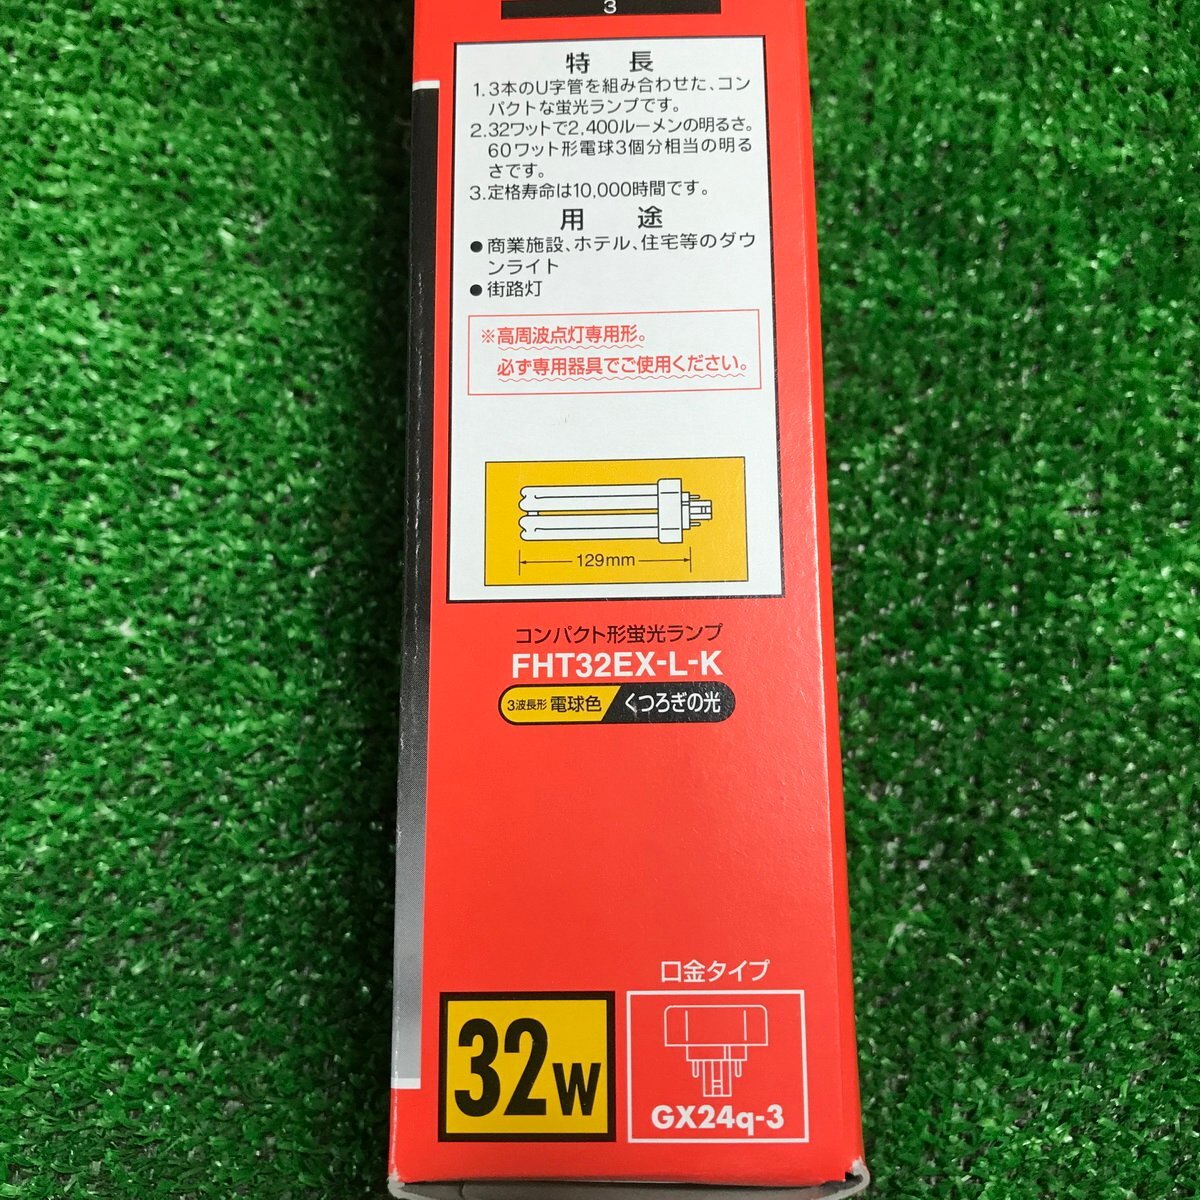 3
特 長
1.3本のU字管を組み合わせた、コン
パクトな蛍光ランプです。
2.32ワットで2,400ルーメンの明るさ。
60ワット形電球3個分相当の明る
さです。
3.定格寿命は10,000時間です。
用 途
●商業施設、ホテル、住宅等のダウ
ンライト
●街路灯
※高周波点灯専用形。
必ず専用器具でご使用ください。
129mm
コンパクト形蛍光ランプ
FHT32EX-L-K
3波長形 電球色 くつろぎの光
口金タイプ
32W
GX24q-3